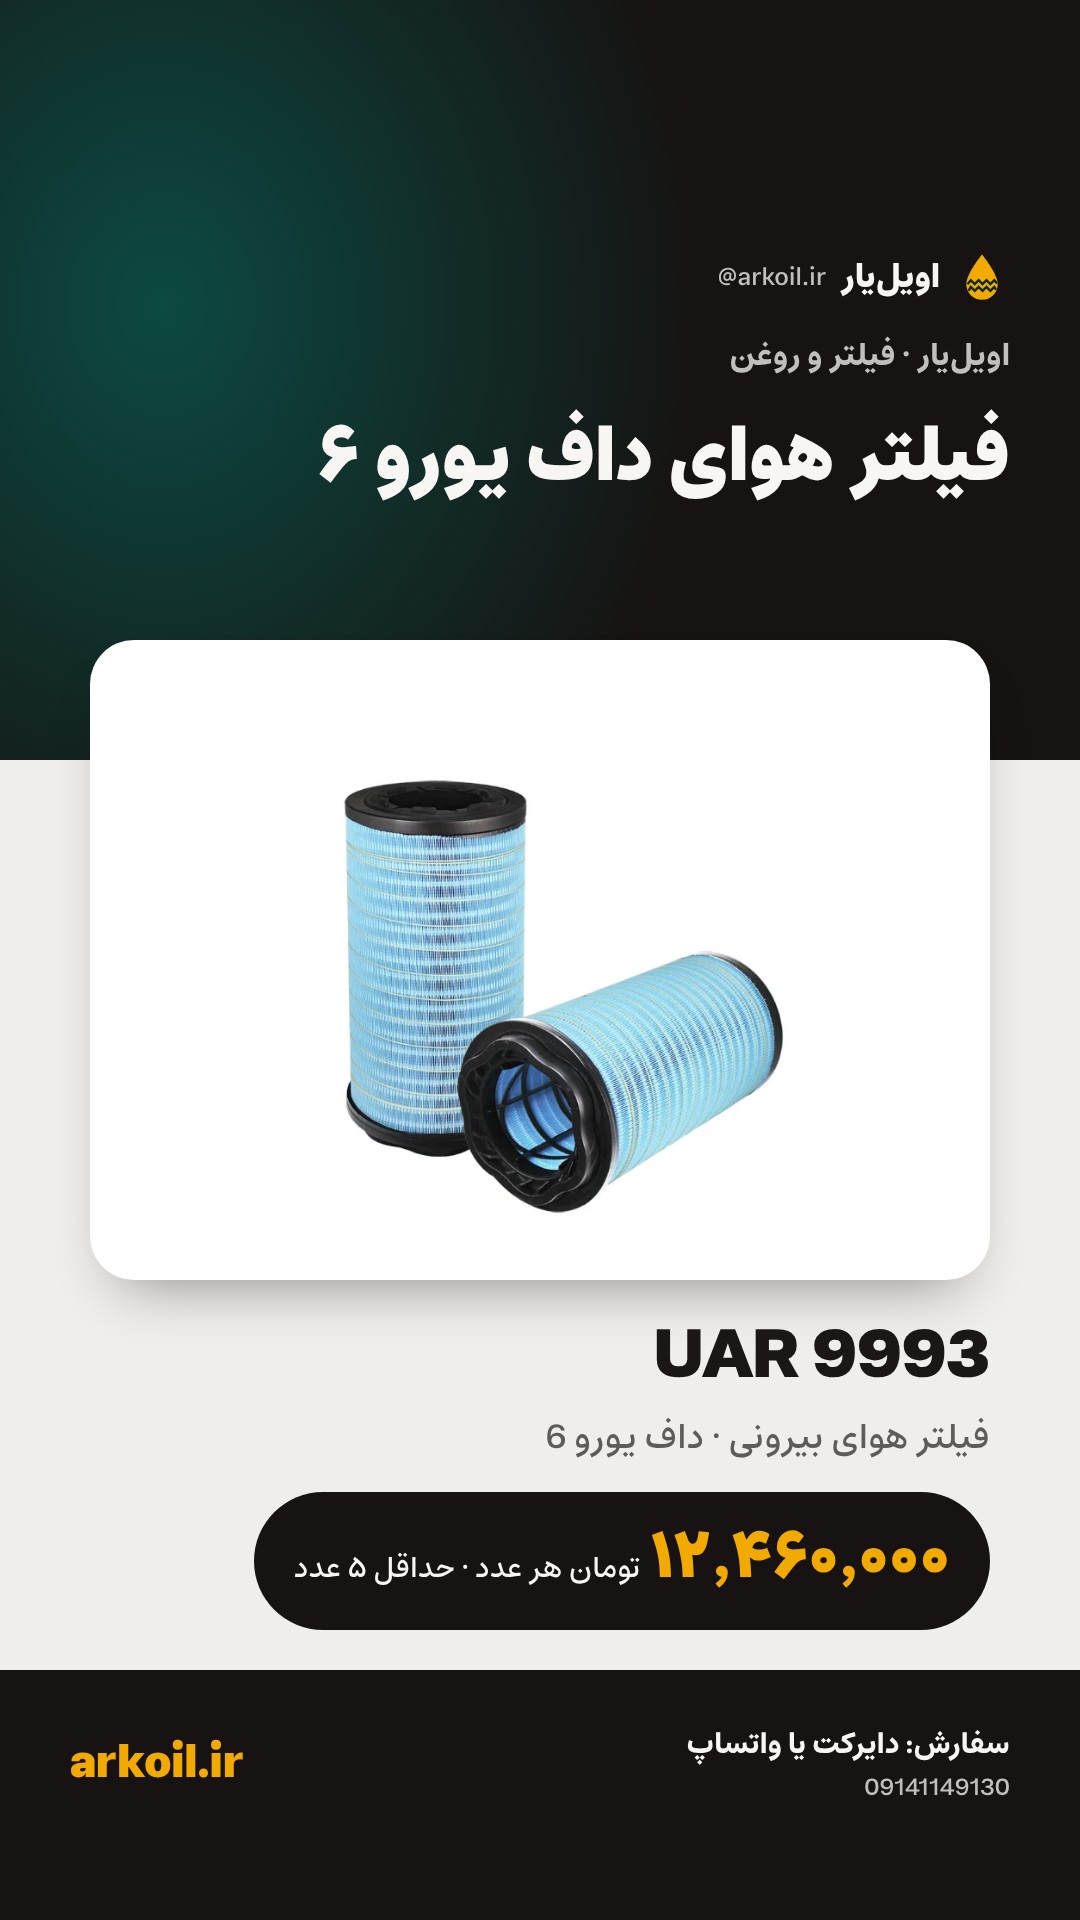 اویل‌یار @arkoil.ir
اویل‌یار · فیلتر و روغن
فیلتر هوای داف یورو ۶
UAR 9993
فیلتر هوای بیرونی · داف یورو 6
۱۲,۴۶۰,۰۰۰ تومان هر عدد · حداقل ۵ عدد
سفارش: دایرکت یا واتساپ
09141149130
arkoil.ir